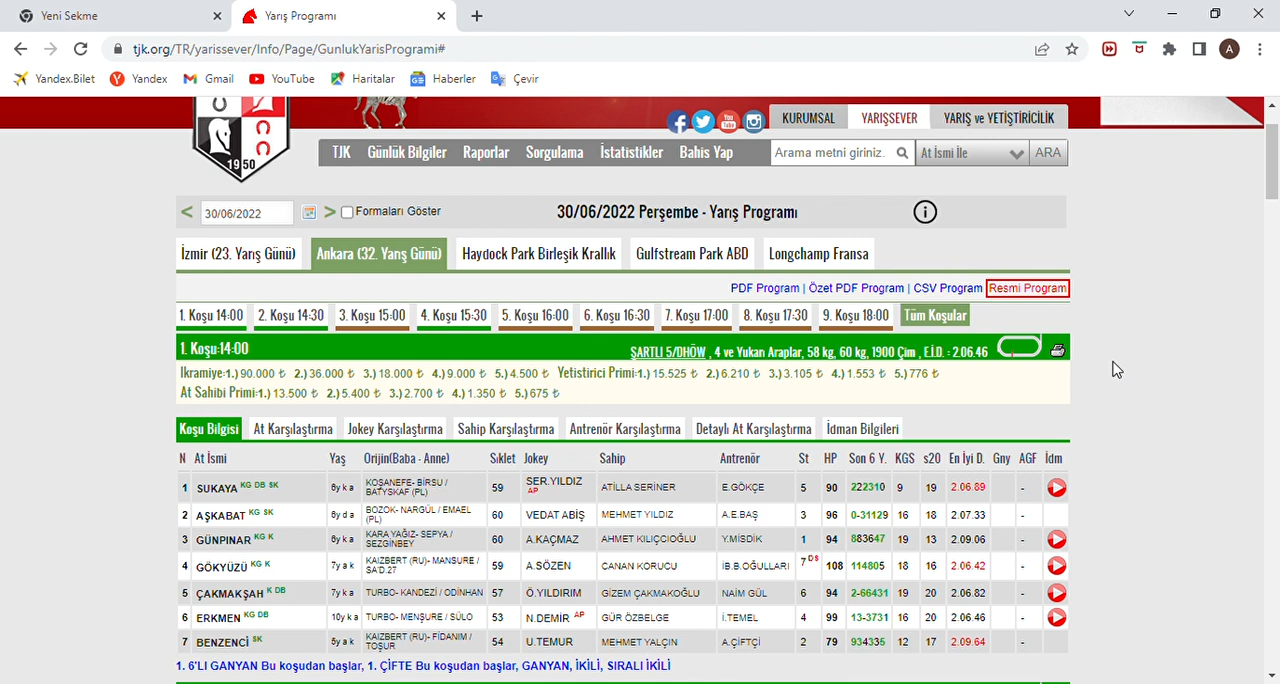 Yeni Sekme
Yarış Programı
tjk.org/TR/yarissever/Info/Page/GunlukYarisProgrami#
A
Yandex.Bilet Yandex Gmail YouTube Haritalar Haberler Çevir
1950
KURUMSAL YARIŞSEVER YARIŞ ve YETİŞTİRİCİLİK
TJK Günlük Bilgiler Raporlar Sorgulama İstatistikler Bahis Yap Arama metni giriniz. At İsmi İle ARA
< 30/06/2022 > Formaları Göster 30/06/2022 Perşembe - Yarış Programı
İzmir (23. Yarış Günü) Ankara (32. Yarış Günü) Haydock Park Birleşik Krallık Gulfstream Park ABD Longchamp Fransa
PDF Program | Özet PDF Program | CSV Program Resmi Program
1. Koşu 14:00 2. Koşu 14:30 3. Koşu 15:00 4. Koşu 15:30 5. Koşu 16:00 6. Koşu 16:30 7. Koşu 17:00 8. Koşu 17:30 9. Koşu 18:00 Tüm Koşular
1. Koşu:14:00 ŞARTLI 5/DHÖW , 4 ve Yukarı Araplar, 58 kg, 60 kg, 1900 Çim , E.İ.D. : 2.06.46
Ikramiye:1.) 90.000 ₺ 2.) 36.000 ₺ 3.) 18.000 ₺ 4.) 9.000 ₺ 5.) 4.500 ₺ Yetistirici Primi:1.) 15.525 ₺ 2.) 6.210 ₺ 3.) 3.105 ₺ 4.) 1.553 ₺ 5.) 776 ₺
At Sahibi Primi:1.) 13.500 ₺ 2.) 5.400 ₺ 3.) 2.700 ₺ 4.) 1.350 ₺ 5.) 675 ₺
Koşu Bilgisi At Karşılaştırma Jokey Karşılaştırma Sahip Karşılaştırma Antrenör Karşılaştırma Detaylı At Karşılaştırma İdman Bilgileri
N At İsmi Yaş Orijin(Baba - Anne) Sıklet Jokey Sahip Antrenör St HP Son 6 Y. KGS s20 En İyi D. Gny AGF İdm
1 SUKAYA KG DB SK 6y k a KOSANEFE- BİRSU / BATYSKAF (PL) 59 SER.YILDIZ AP ATİLLA SERİNER E.GÖKÇE 5 90 222310 9 19 2.06.89 -
2 AŞKABAT KG SK 6y d a BOZOK- NARGÜL / EMAEL (PL) 60 VEDAT ABİŞ MEHMET YILDIZ A.E.BAŞ 3 96 0-31129 16 18 2.07.33 -
3 GÜNPINAR KG K 6y k a KARA YAĞIZ- SEPYA / SEZGİNBEY 60 A.KAÇMAZ AHMET KILIÇCIOĞLU Y.MİSDİK 1 94 883647 19 13 2.09.06 -
4 GÖKYÜZÜ KG K 7y a k KAIZBERT (RU)- MANSURE / SA'D.27 59 A.SÖZEN CANAN KORUCU İB.B.OĞULLARI 7 DS 108 114805 18 16 2.06.42 -
5 ÇAKMAKŞAH K DB 7y k a TURBO- KANDEZİ / ODİNHAN 57 Ö.YILDIRIM GİZEM ÇAKMAKOĞLU NAİM GÜL 6 94 2-66431 19 20 2.06.82 -
6 ERKMEN KG DB 10y k a TURBO- MENŞURE / SÜLO 53 N.DEMİR AP GÜR ÖZBELGE İ.TEMEL 4 99 13-3731 16 20 2.06.46 -
7 BENZENCİ SK 5y a k KAIZBERT (RU)- FİDANIM / TOŞUR 54 U.TEMUR MEHMET YALÇIN A.ÇİFTÇİ 2 79 934335 12 17 2.09.64 -
1. 6'LI GANYAN Bu koşudan başlar, 1. ÇİFTE Bu koşudan başlar, GANYAN, İKİLİ, SIRALI İKİLİ